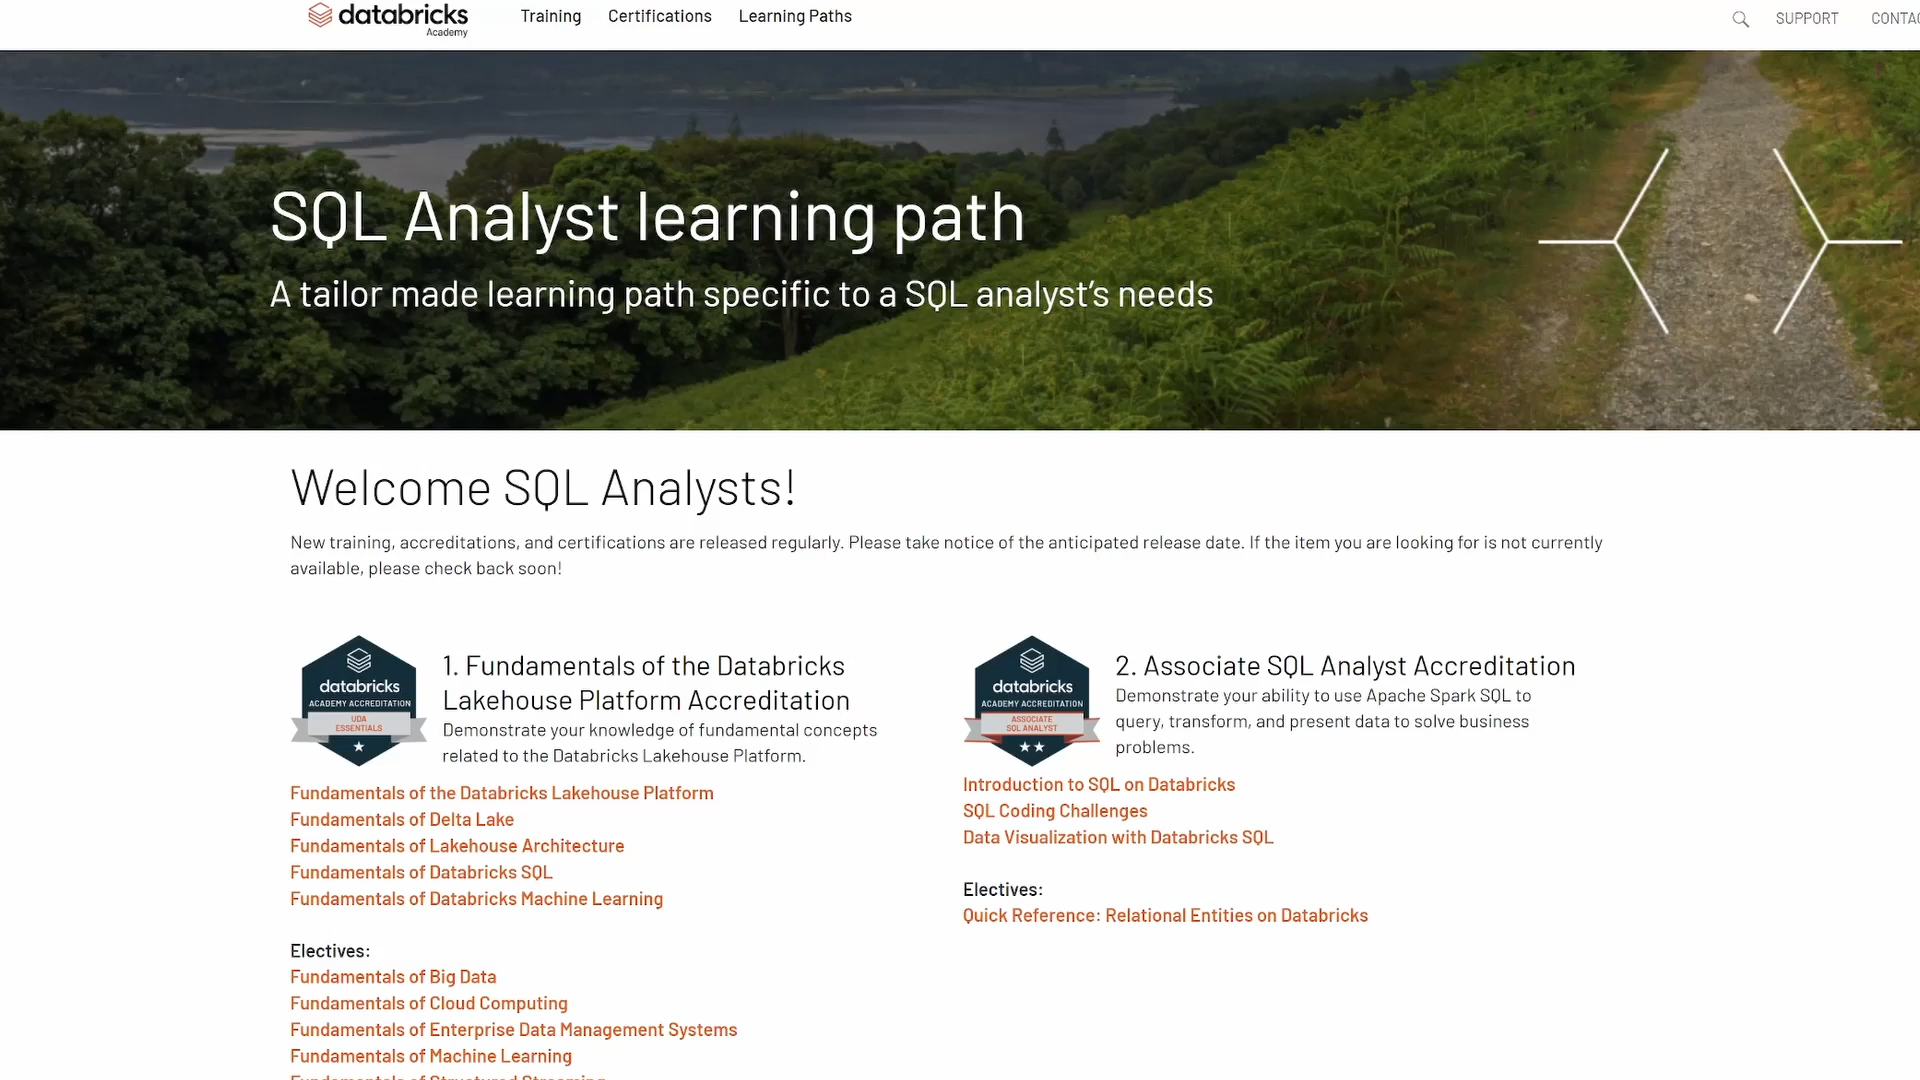 databricks
Academy
Training
Certifications
Learning Paths
SUPPORT
SQL Analyst learning path
A tailor made learning path specific to a SQL analyst's needs
Welcome SQL Analysts!
New training, accreditations, and certifications are released regularly. Please take notice of the anticipated release date. If the item you are looking for is not currently
available, please check back soon!
databricks
ACADEMY ACCREDITATION
UDA
ESSENTIALS
1. Fundamentals of the Databricks
Lakehouse Platform Accreditation
Demonstrate your knowledge of fundamental concepts
related to the Databricks Lakehouse Platform.
Fundamentals of the Databricks Lakehouse Platform
Fundamentals of Delta Lake
Fundamentals of Lakehouse Architecture
Fundamentals of Databricks SQL
Fundamentals of Databricks Machine Learning
Electives:
Fundamentals of Big Data
Fundamentals of Cloud Computing
Fundamentals of Enterprise Data Management Systems
Fundamentals of Machine Learning
Fundamentals of Structured Streaming
databricks
ACADEMY ACCREDITATION
ASSOCIATE
SQL ANALYST
2. Associate SQL Analyst Accreditation
Demonstrate your ability to use Apache Spark SQL to
query, transform, and present data to solve business
problems.
Introduction to SQL on Databricks
SQL Coding Challenges
Data Visualization with Databricks SQL
Electives:
Quick Reference: Relational Entities on Databricks